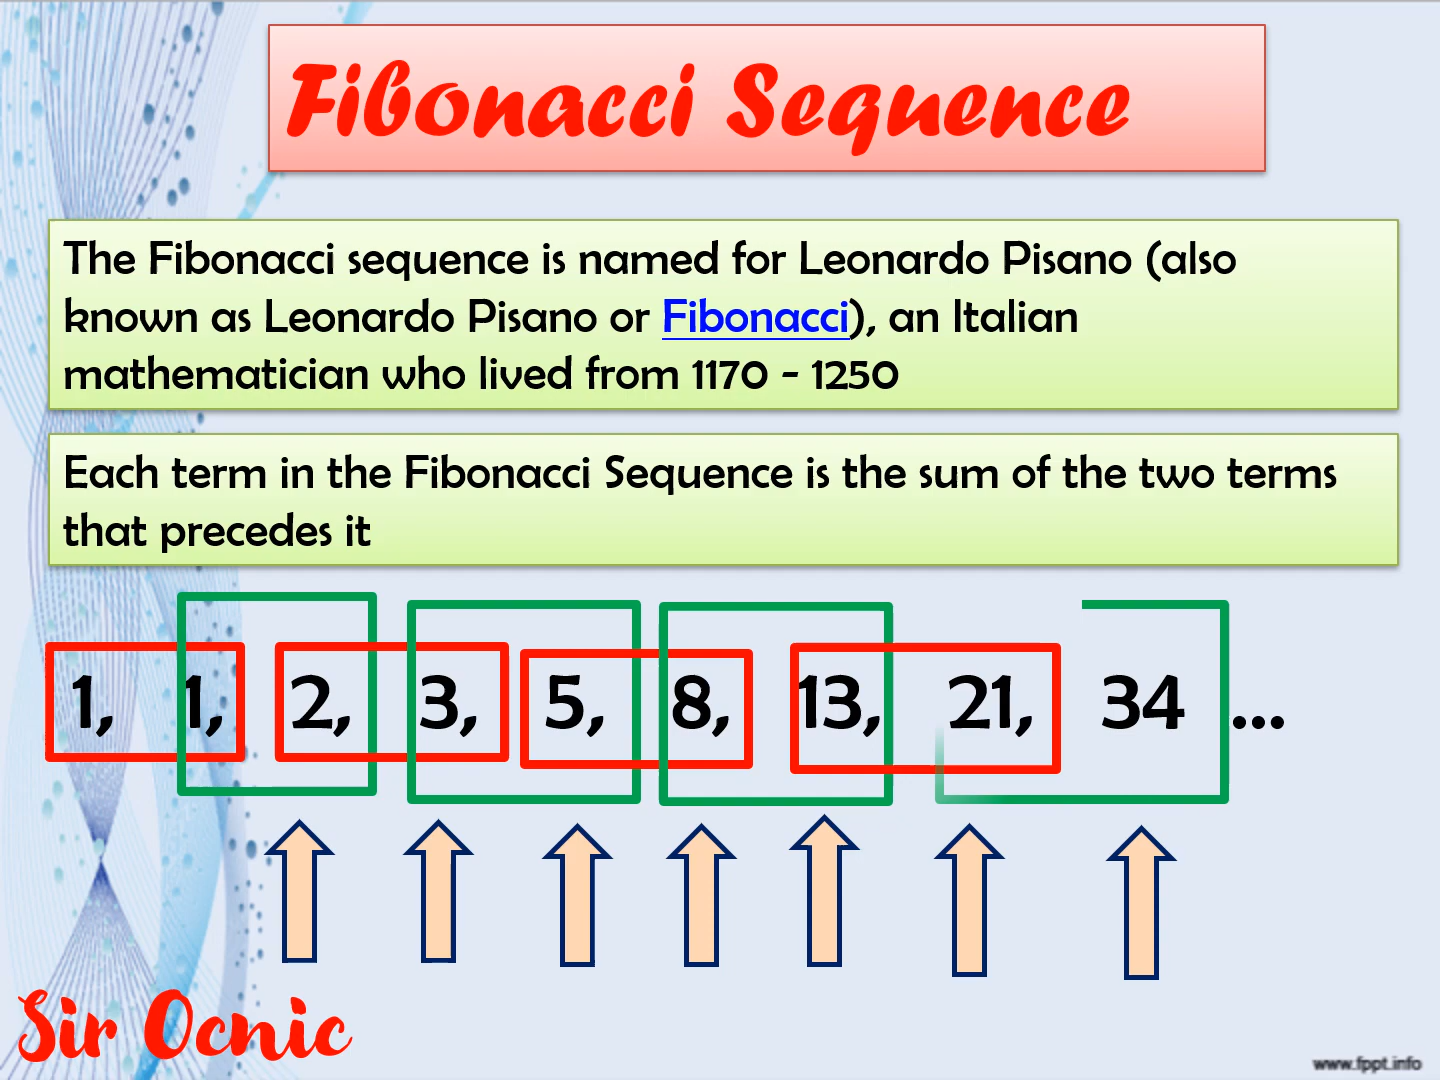 Fibonacci Sequence
The Fibonacci sequence is named for Leonardo Pisano (also
known as Leonardo Pisano or Fibonacci), an Italian
mathematician who lived from 1170 - 1250
Each term in the Fibonacci Sequence is the sum of the two terms
that precedes it
1, 1, 2, 3, 5, 8, 13, 21, 34 ...
Sir Ocnic
www.fppt.info